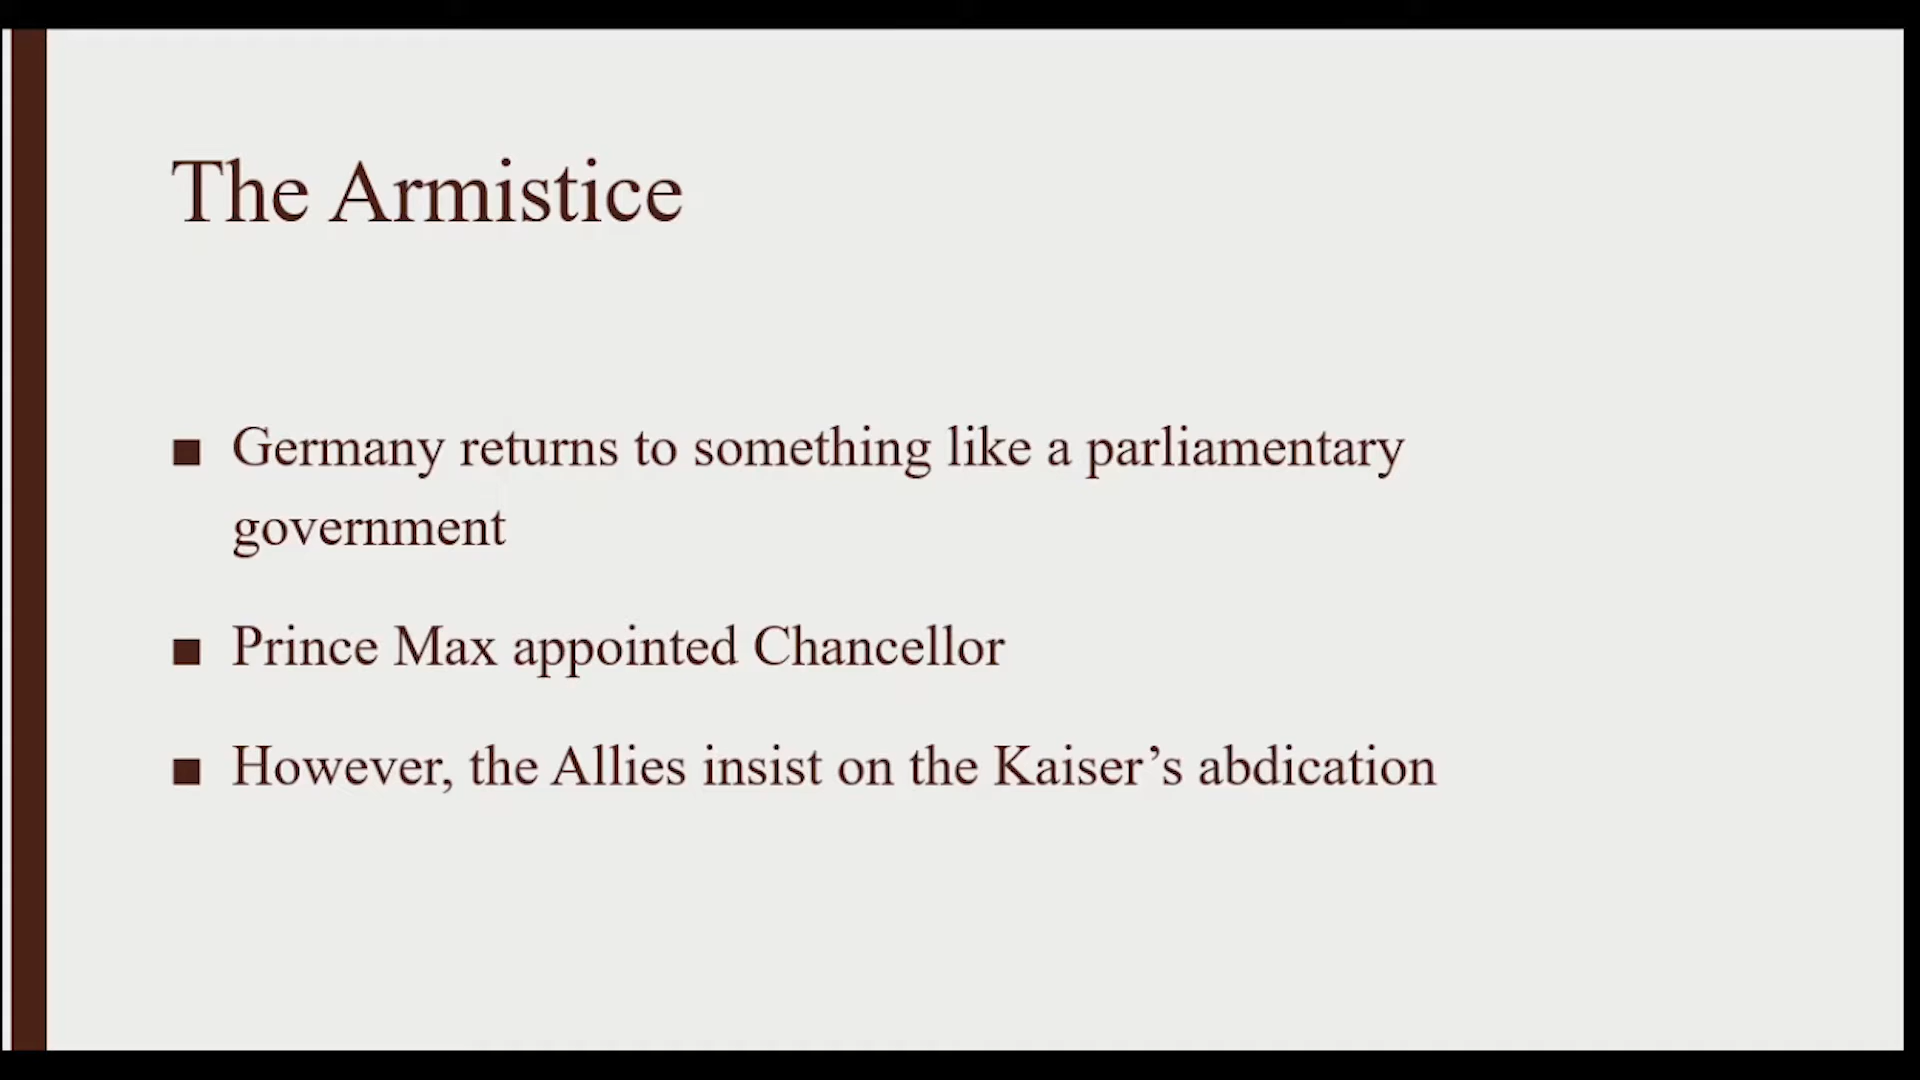 The Armistice
■ Germany returns to something like a parliamentary
government
■ Prince Max appointed Chancellor
■ However, the Allies insist on the Kaiser’s abdication